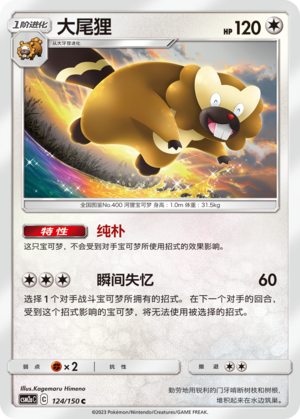 1阶进化
大尾狸
HP 120
从大牙狸进化
全国图鉴No.400 河狸宝可梦 身高：1.0m 体重：31.5kg
特性 纯朴
这只宝可梦，不会受到对手宝可梦所使用招式的效果影响。
瞬间失忆 60
选择1个对手战斗宝可梦所拥有的招式。在下一个对手的回合，
受到这个招式影响的宝可梦，将无法使用被选择的招式。
弱点 ×2 抗性 撤退
Illus.Kagemaru Himeno
CSM2a C C 124/150 C
勤劳地用锐利的门牙啃断树枝和树根，
堆积起来在水边筑巢。
©2023 Pokémon/Nintendo/Creatures/GAME FREAK.